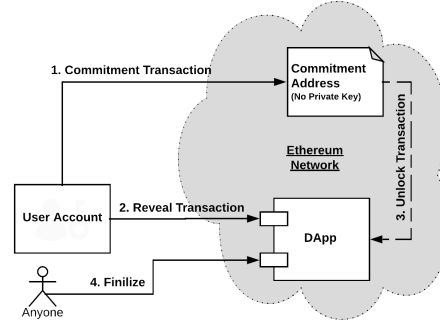 1. Commitment Transaction
Commitment
Address
(No Private Key)
3. Unlock Transaction
Ethereum
Network
User Account
2. Reveal Transaction
DApp
4. Finilize
Anyone